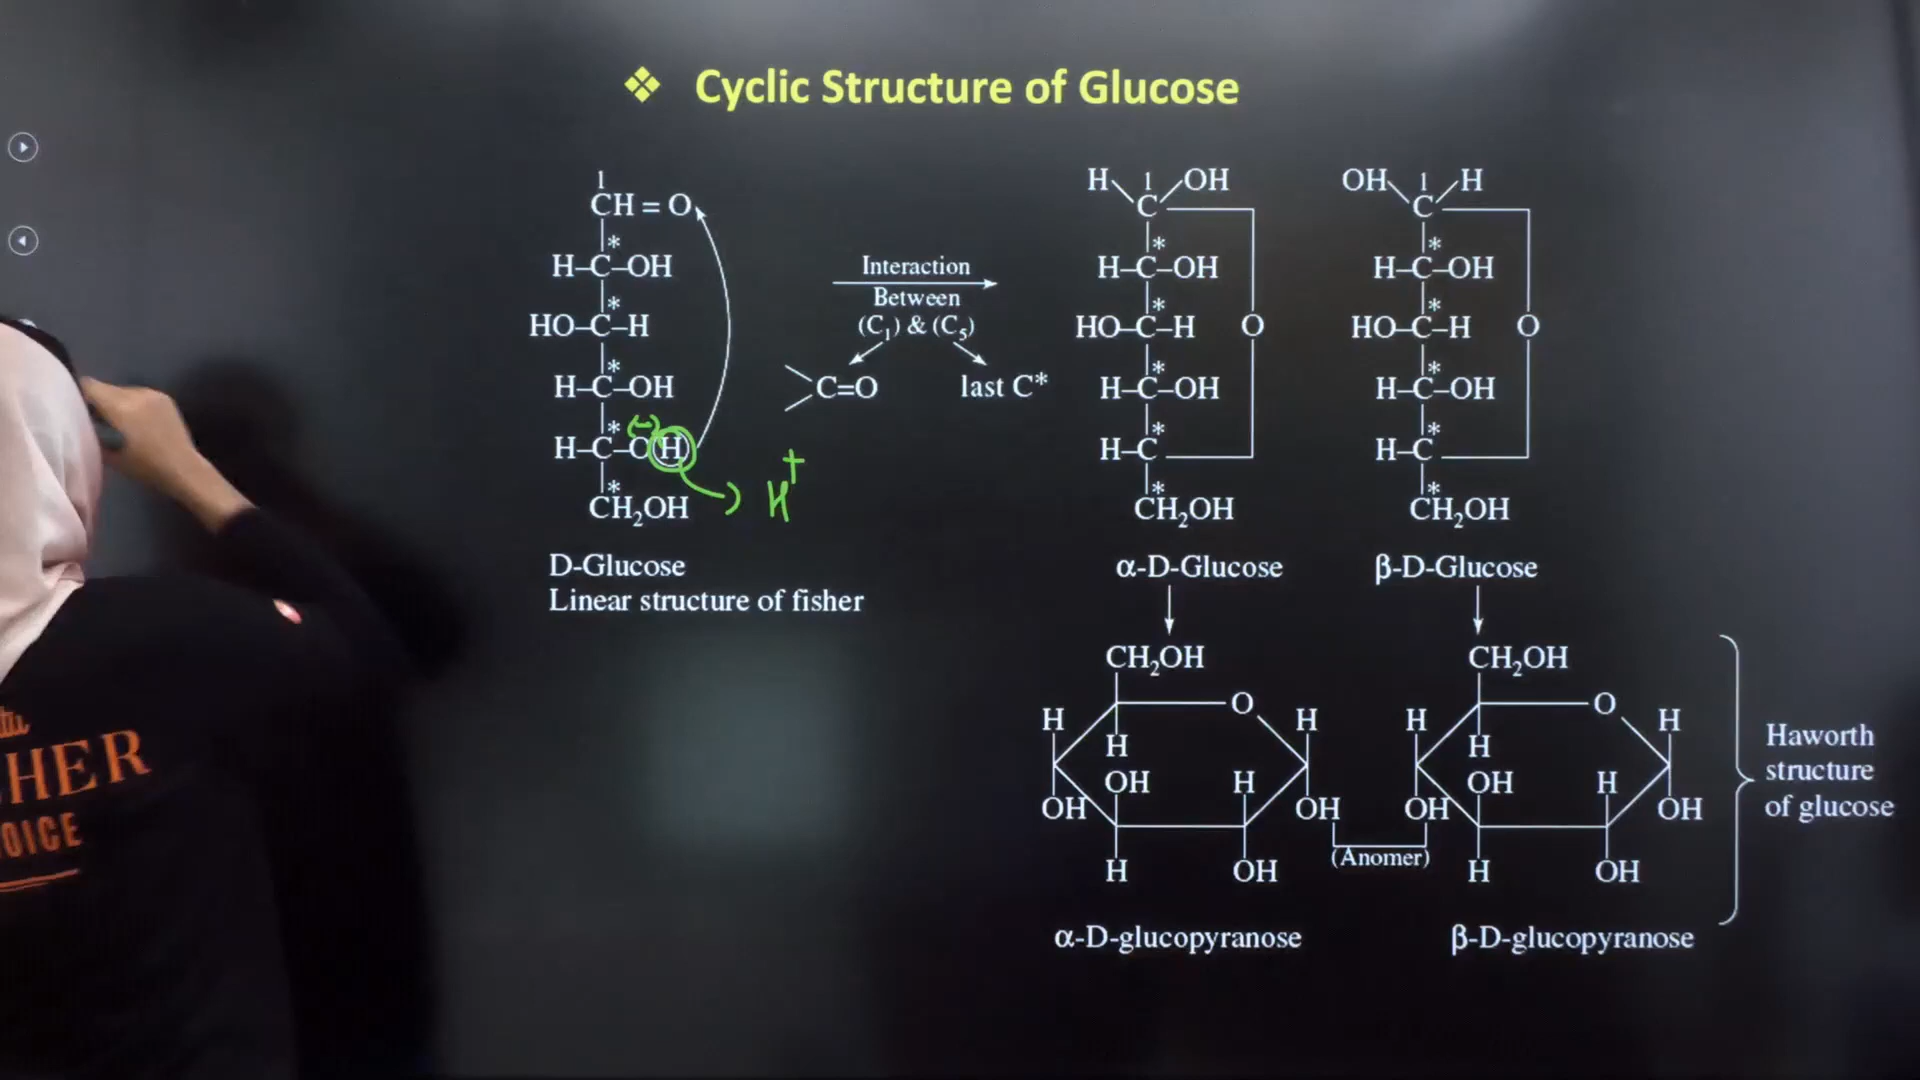 ❖ Cyclic Structure of Glucose
1
CH = O
*
H–C–OH
*
HO–C–H
*
H–C–OH
*
H–C–OH
*
CH₂OH
H⁺
D-Glucose
Linear structure of fisher
Interaction
Between
(C₁) & (C₅)
C=O
last C*
H 1 OH
C
*
H–C–OH
*
HO–C–H
O
*
H–C–OH
*
H–C
*
CH₂OH
α-D-Glucose
OH 1 H
C
*
H–C–OH
*
HO–C–H
O
*
H–C–OH
*
H–C
*
CH₂OH
β-D-Glucose
CH₂OH
O
H H
H
OH H
OH OH
H OH
α-D-glucopyranose
(Anomer)
CH₂OH
O
H H
H
OH H
OH OH
H OH
β-D-glucopyranose
Haworth
structure
of glucose
HER
OICE